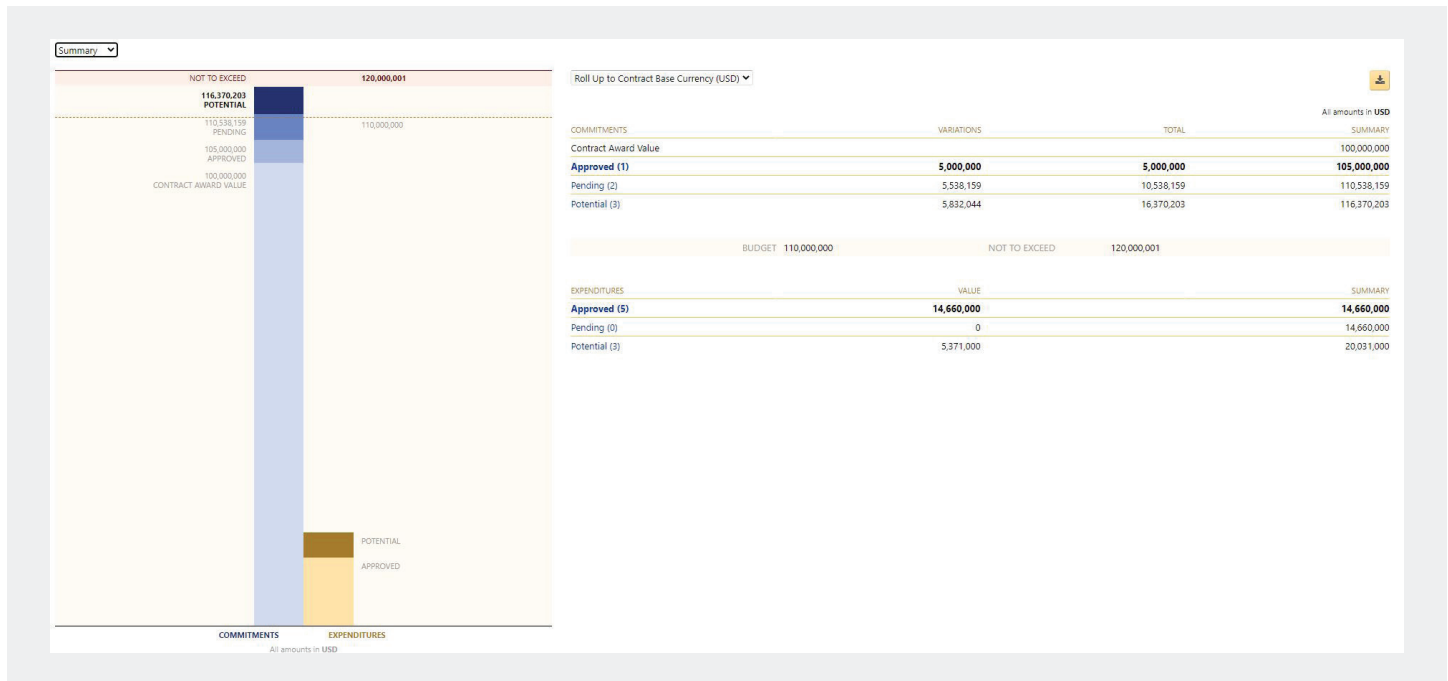 Summary
NOT TO EXCEED 120,000,001
116,370,203
POTENTIAL
110,538,159
PENDING
110,000,000
105,000,000
APPROVED
100,000,000
CONTRACT AWARD VALUE
POTENTIAL
APPROVED
COMMITMENTS EXPENDITURES
All amounts in USD
Roll Up to Contract Base Currency (USD)
All amounts in USD
COMMITMENTS VARIATIONS TOTAL SUMMARY
Contract Award Value 100,000,000
Approved (1) 5,000,000 5,000,000 105,000,000
Pending (2) 5,538,159 10,538,159 110,538,159
Potential (3) 5,832,044 16,370,203 116,370,203
BUDGET 110,000,000 NOT TO EXCEED 120,000,001
EXPENDITURES VALUE SUMMARY
Approved (5) 14,660,000 14,660,000
Pending (0) 0 14,660,000
Potential (3) 5,371,000 20,031,000